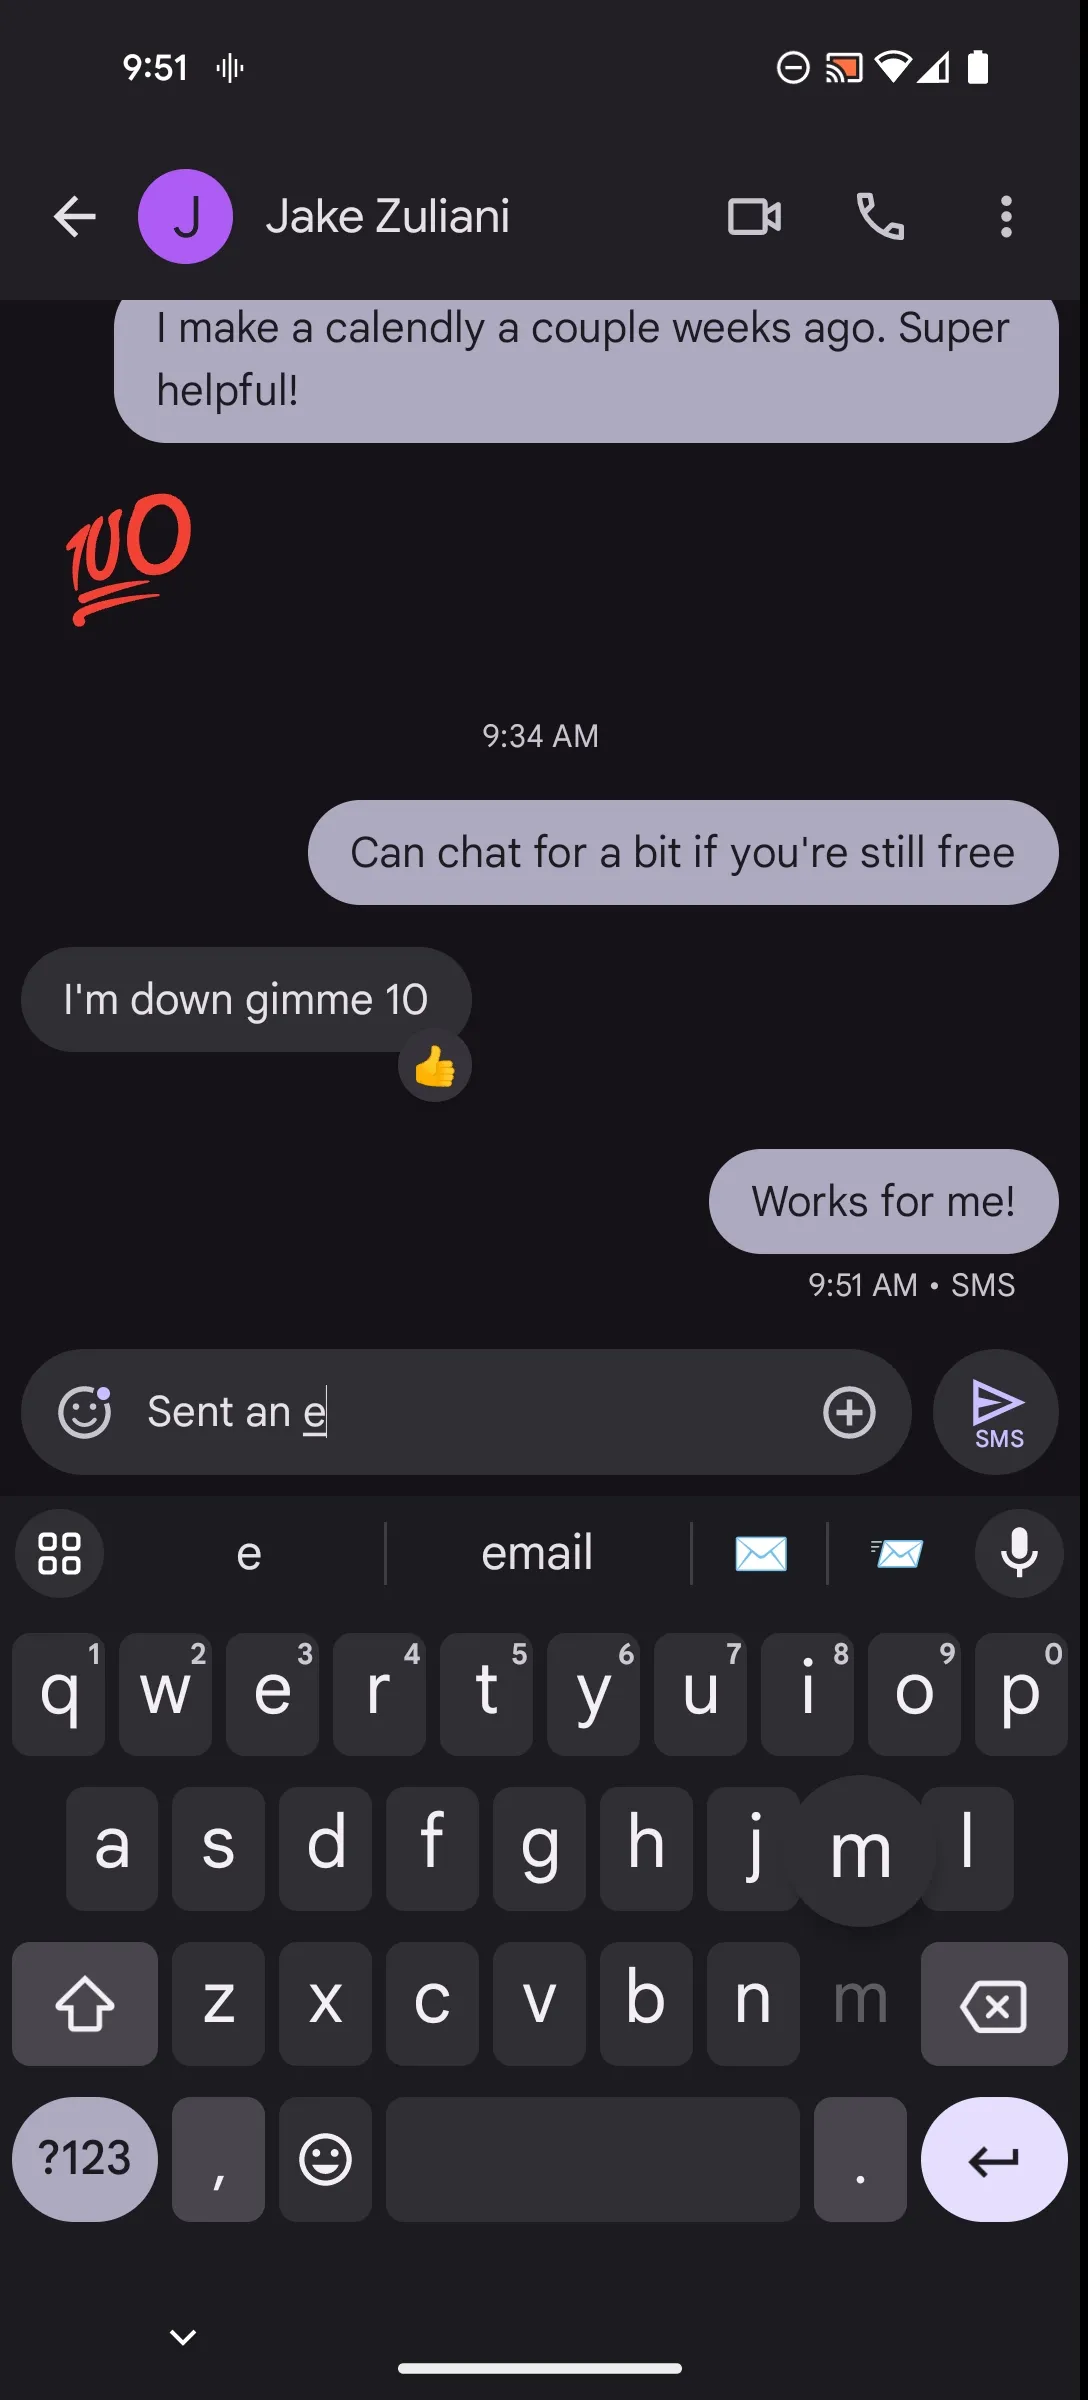 9:51
J
Jake Zuliani
I make a calendly a couple weeks ago. Super
helpful!
💯
9:34 AM
Can chat for a bit if you're still free
I'm down gimme 10
👍
Works for me!
9:51 AM • SMS
Sent an e
SMS
e email ✉️ 📨
1 2 3 4 5 6 7 8 9 0
q w e r t y u i o p
a s d f g h j m l
z x c v b n m
?123 , .